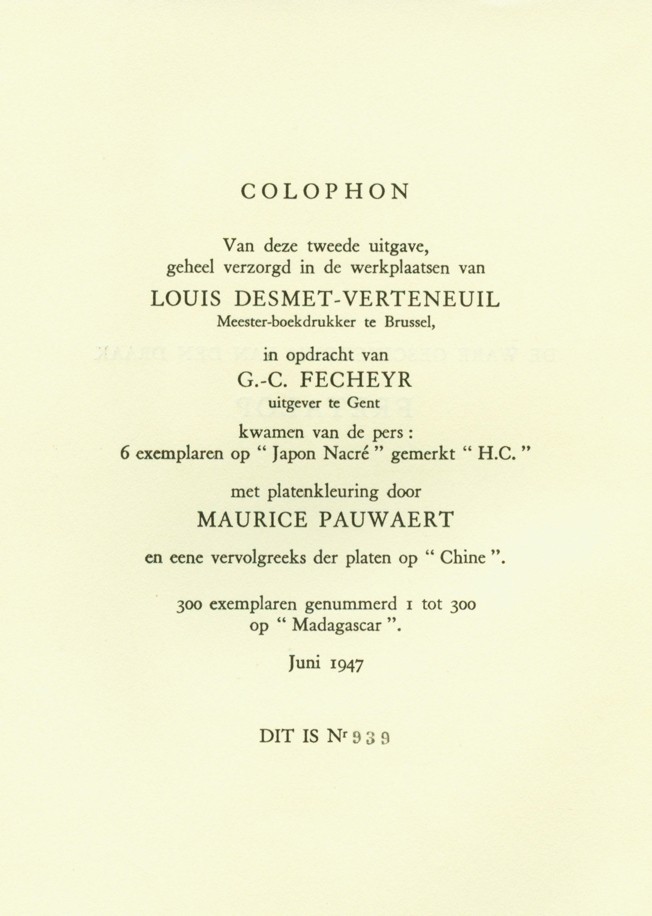 COLOPHON
Van deze tweede uitgave,
geheel verzorgd in de werkplaatsen van
LOUIS DESMET-VERTENEUIL
Meester-boekdrukker te Brussel,
in opdracht van
G.-C. FECHEYR
uitgever te Gent
kwamen van de pers :
6 exemplaren op “ Japon Nacré ” gemerkt “ H.C. ”
met platenkleuring door
MAURICE PAUWAERT
en eene vervolgreeks der platen op “ Chine ”.
300 exemplaren genummerd 1 tot 300
op “ Madagascar ”.
Juni 1947
DIT IS Nr 939